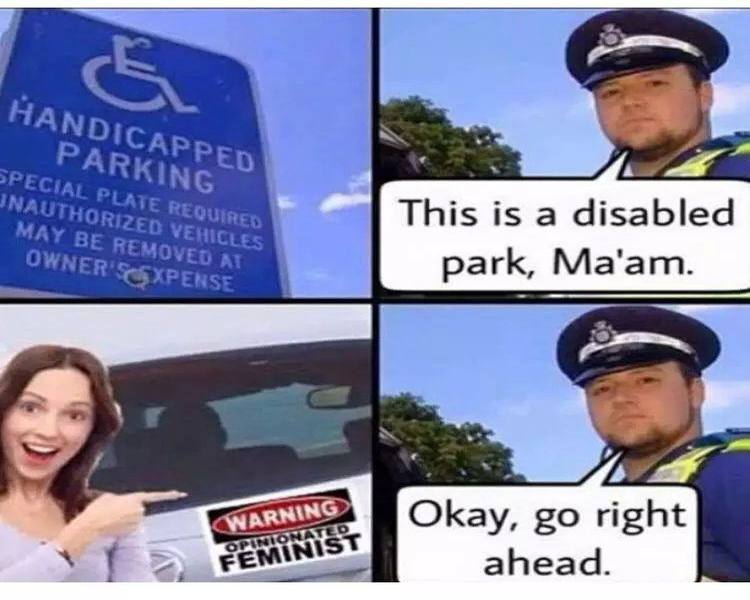 HANDICAPPED
PARKING
SPECIAL PLATE REQUIRED
UNAUTHORIZED VEHICLES
MAY BE REMOVED AT
OWNER'S EXPENSE
This is a disabled
park, Ma'am.
WARNING
OPINIONATED
FEMINIST
Okay, go right
ahead.